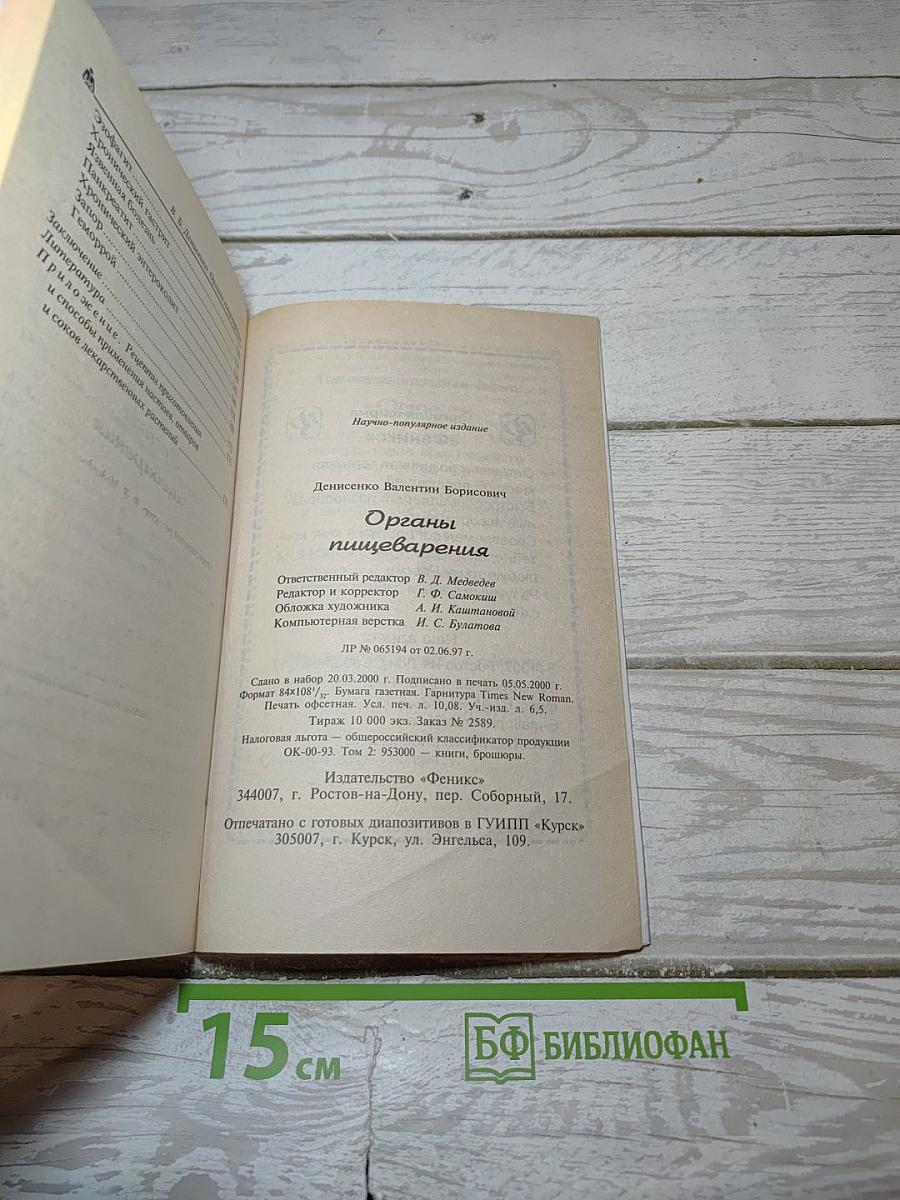 В. Б. Денисенко. Органы
Эзофагит
Хронический гастрит
Язвенная болезнь
Панкреатит
Хронический энтероколит
Запор
Геморрой
Заключение
Литература
Приложение. Рецепты приготовления
и способы применения настоев, отваров
и соков лекарственных растений
Научно-популярное издание
Денисенко Валентин Борисович
Органы
пищеварения
Ответственный редактор В. Д. Медведев
Редактор и корректор Г. Ф. Самокиш
Обложка художника А. И. Каштановой
Компьютерная верстка И. С. Булатова
ЛР № 065194 от 02.06.97 г.
Сдано в набор 20.03.2000 г. Подписано в печать 05.05.2000 г.
Формат 84×108 1/32. Бумага газетная. Гарнитура Times New Roman.
Печать офсетная. Усл. печ. л. 10,08. Уч.-изд. л. 6,5.
Тираж 10 000 экз. Заказ № 2589.
Налоговая льгота — общероссийский классификатор продукции
ОК-00-93. Том 2: 953000 — книги, брошюры.
Издательство «Феникс»
344007, г. Ростов-на-Дону, пер. Соборный, 17.
Отпечатано с готовых диапозитивов в ГУИПП «Курск»
305007, г. Курск, ул. Энгельса, 109.
15 см
БФ БИБЛИОФАН